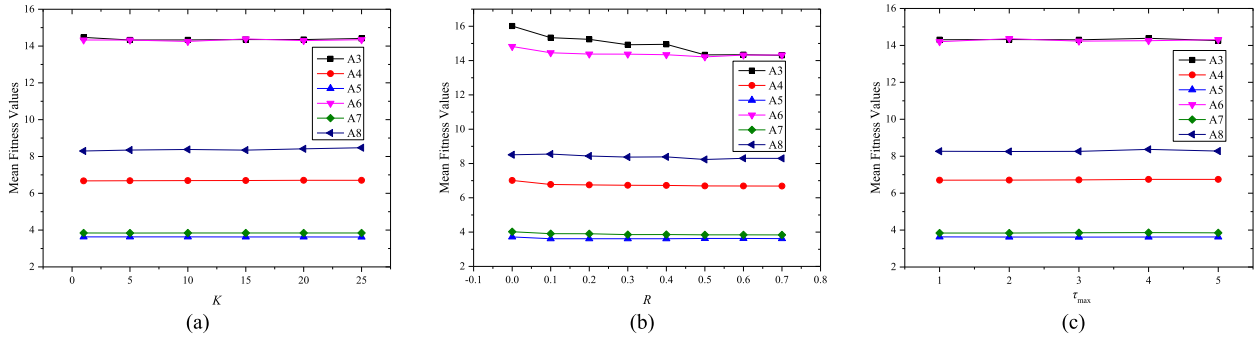 16
14
12
10
8
6
4
2
Mean Fitness Values
0 5 10 15 20 25
K
A3
A4
A5
A6
A7
A8
(a)
16
14
12
10
8
6
4
2
Mean Fitness Values
-0.1 0.0 0.1 0.2 0.3 0.4 0.5 0.6 0.7 0.8
R
A3
A4
A5
A6
A7
A8
(b)
16
14
12
10
8
6
4
2
Mean Fitness Values
1 2 3 4 5
τmax
A3
A4
A5
A6
A7
A8
(c)